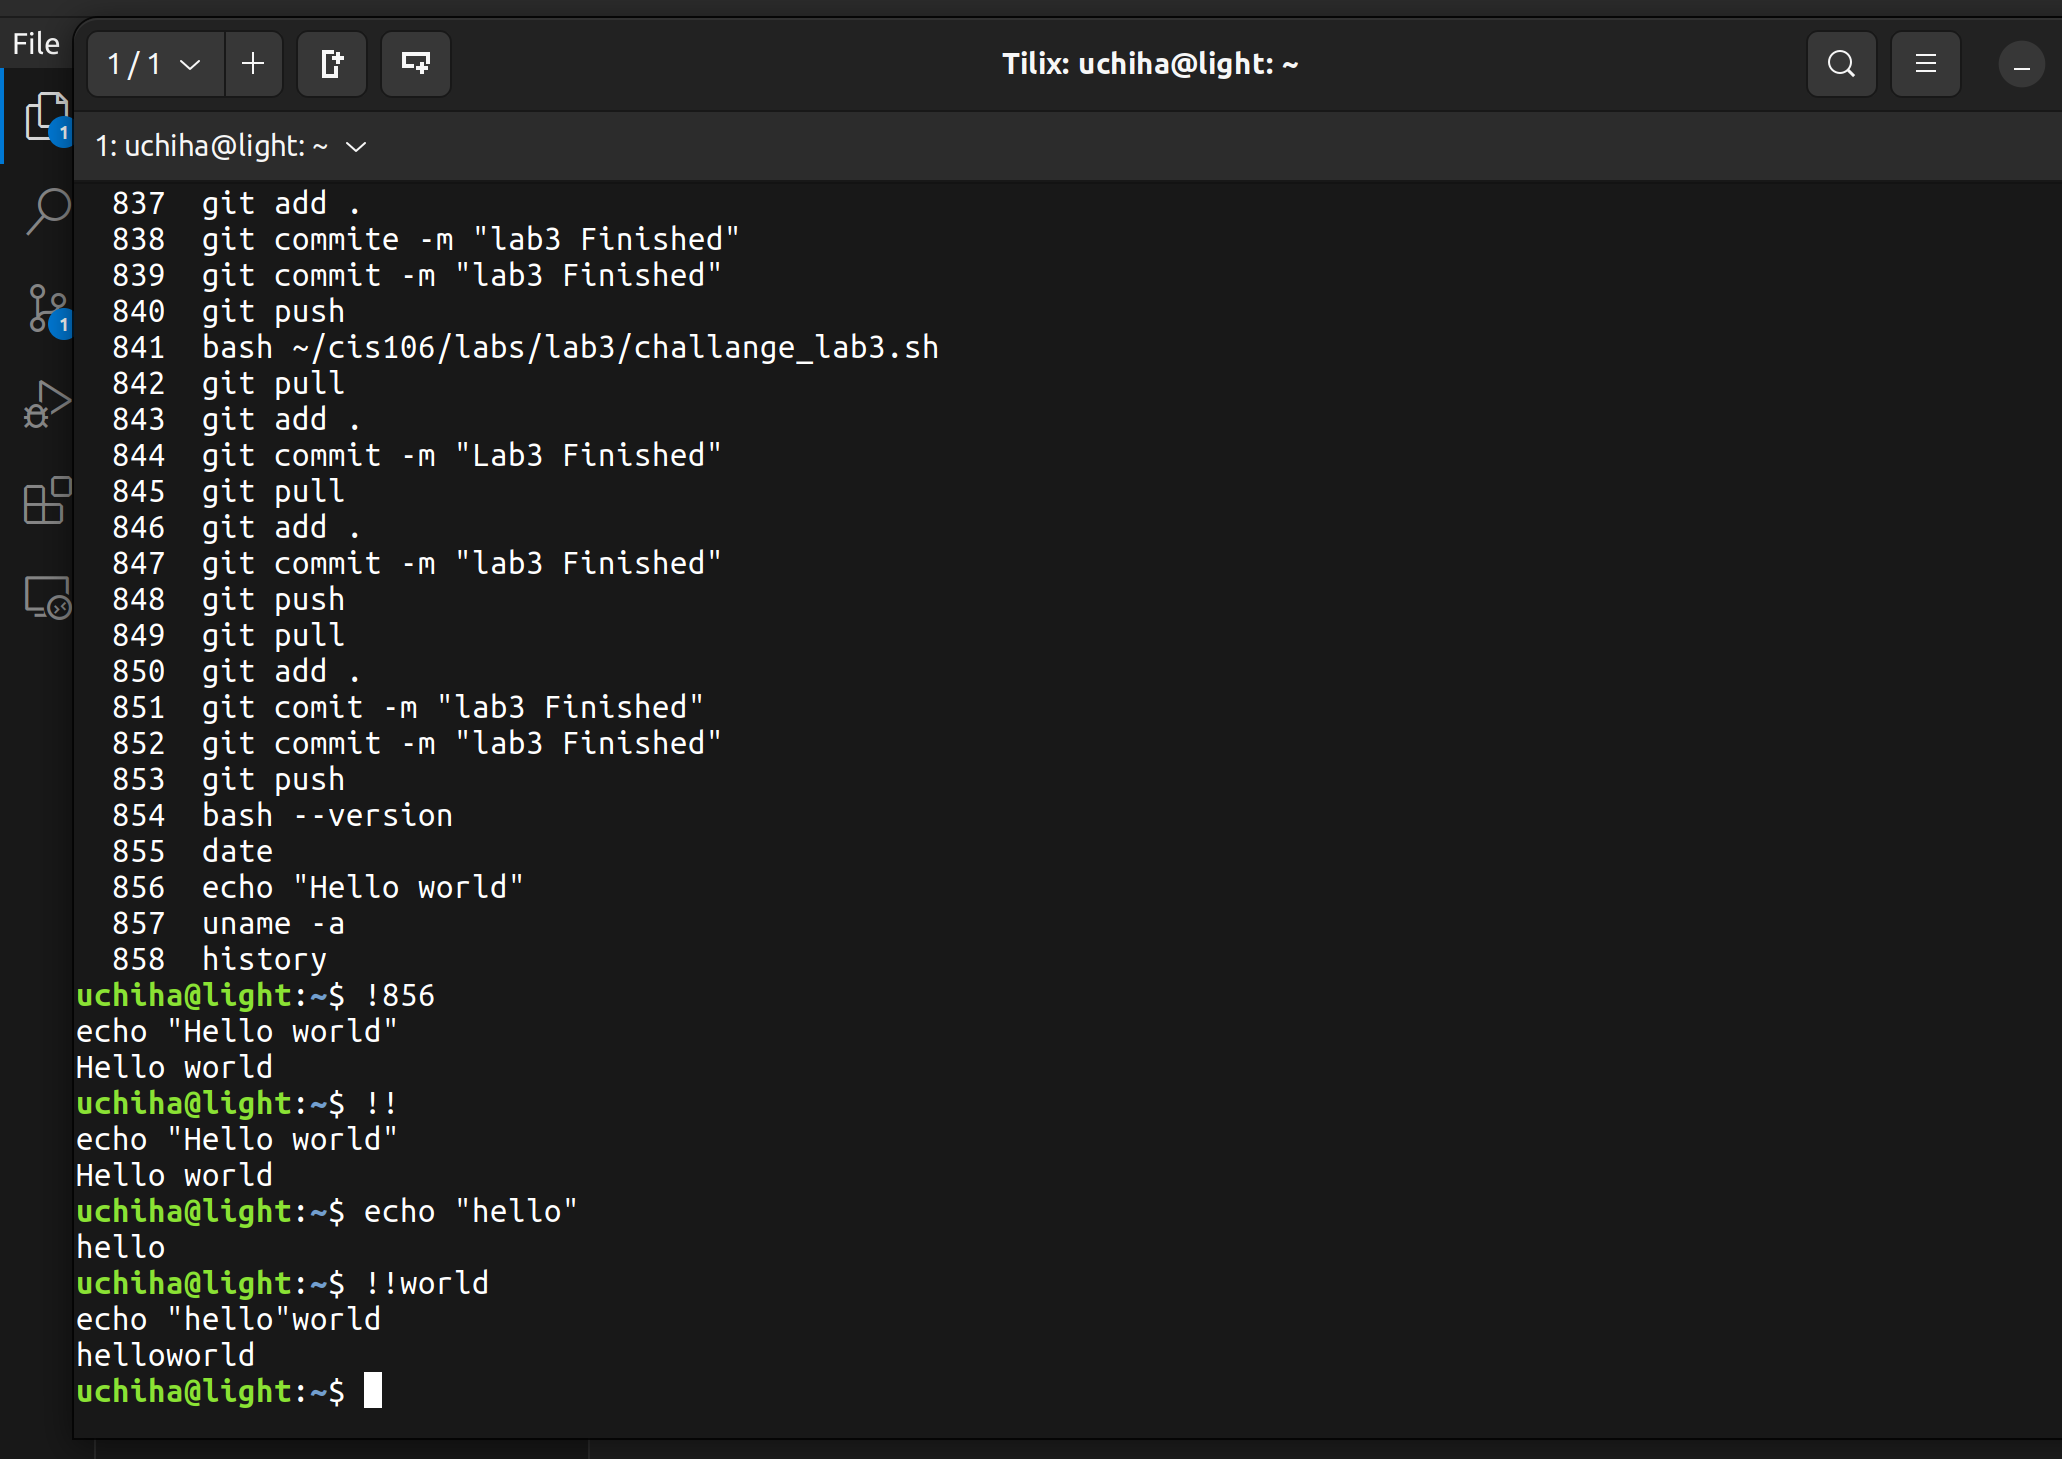 File
1 / 1
Tilix: uchiha@light: ~
1
1: uchiha@light: ~
837  git add .
838  git commite -m "lab3 Finished"
839  git commit -m "lab3 Finished"
840  git push
1
841  bash ~/cis106/labs/lab3/challange_lab3.sh
842  git pull
843  git add .
844  git commit -m "Lab3 Finished"
845  git pull
846  git add .
847  git commit -m "lab3 Finished"
848  git push
849  git pull
850  git add .
851  git comit -m "lab3 Finished"
852  git commit -m "lab3 Finished"
853  git push
854  bash --version
855  date
856  echo "Hello world"
857  uname -a
858  history
uchiha@light:~$ !856
echo "Hello world"
Hello world
uchiha@light:~$ !!
echo "Hello world"
Hello world
uchiha@light:~$ echo "hello"
hello
uchiha@light:~$ !!world
echo "hello"world
helloworld
uchiha@light:~$